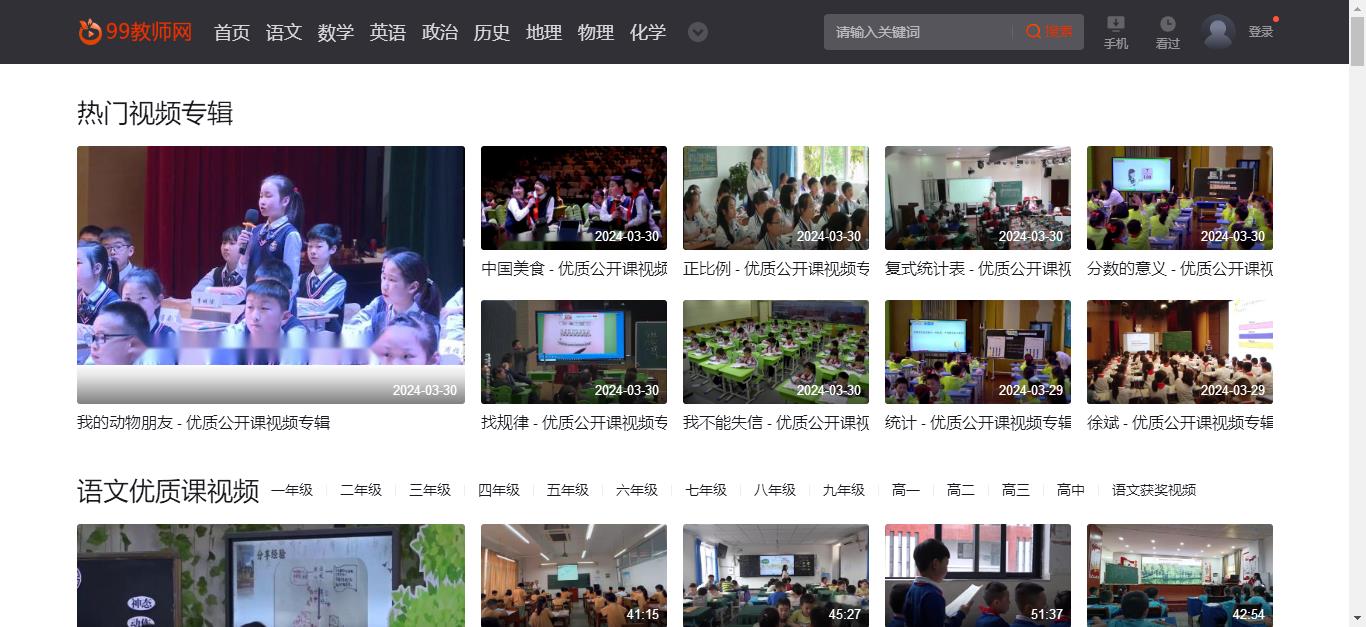 99教师网 首页 语文 数学 英语 政治 历史 地理 物理 化学 请输入关键词 搜索 手机 看过 登录
热门视频专辑
2024-03-30 2024-03-30 2024-03-30 2024-03-30
中国美食 - 优质公开课视频 正比例 - 优质公开课视频专 复式统计表 - 优质公开课视 分数的意义 - 优质公开课视
2024-03-30 2024-03-30 2024-03-30 2024-03-29 2024-03-29
我的动物朋友 - 优质公开课视频专辑 找规律 - 优质公开课视频专 我不能失信 - 优质公开课视 统计 - 优质公开课视频专辑 徐斌 - 优质公开课视频专辑
语文优质课视频 一年级 二年级 三年级 四年级 五年级 六年级 七年级 八年级 九年级 高一 高二 高三 高中 语文获奖视频
分享经验
神态
动作
41:15 45:27 51:37 42:54